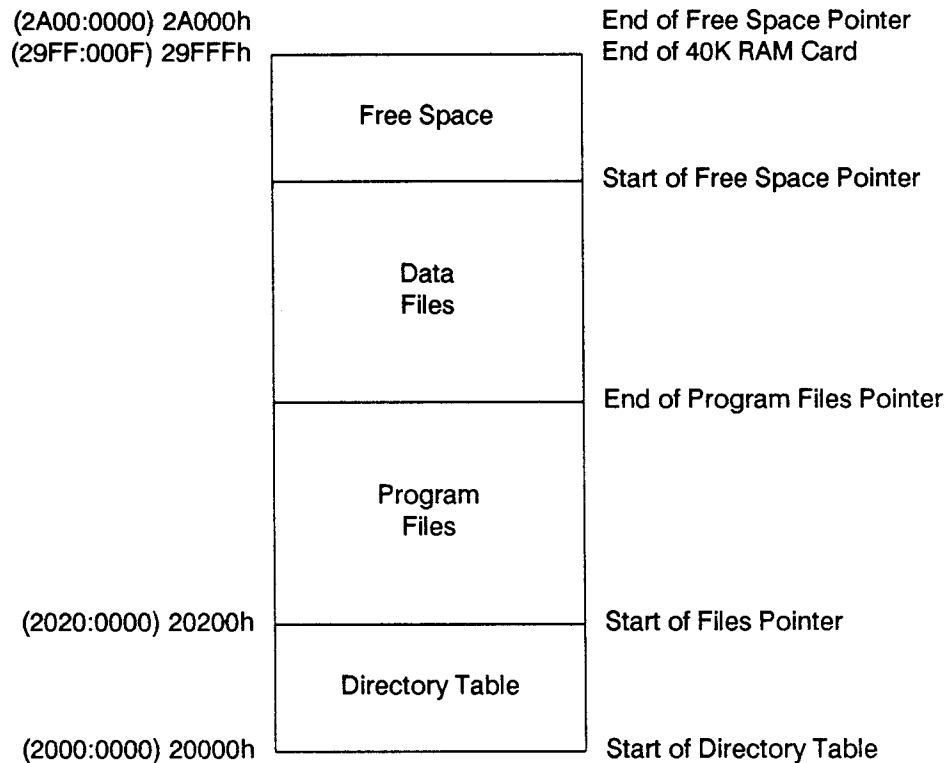 (2A00:0000) 2A000h End of Free Space Pointer
(29FF:000F) 29FFFh End of 40K RAM Card
Free Space
Start of Free Space Pointer
Data
Files
End of Program Files Pointer
Program
Files
(2020:0000) 20200h Start of Files Pointer
Directory Table
(2000:0000) 20000h Start of Directory Table